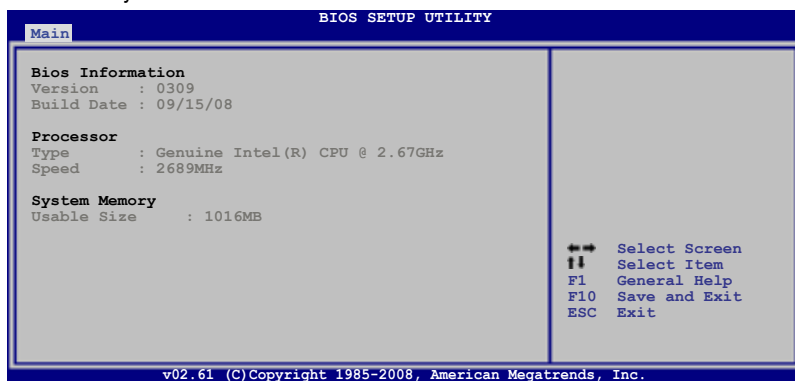 BIOS SETUP UTILITY
Main
Bios Information
Version : 0309
Build Date : 09/15/08
Processor
Type : Genuine Intel(R) CPU @ 2.67GHz
Speed : 2689MHz
System Memory
Usable Size : 1016MB
Select Screen
Select Item
F1 General Help
F10 Save and Exit
ESC Exit
v02.61 (C)Copyright 1985-2008, American Megatrends, Inc.